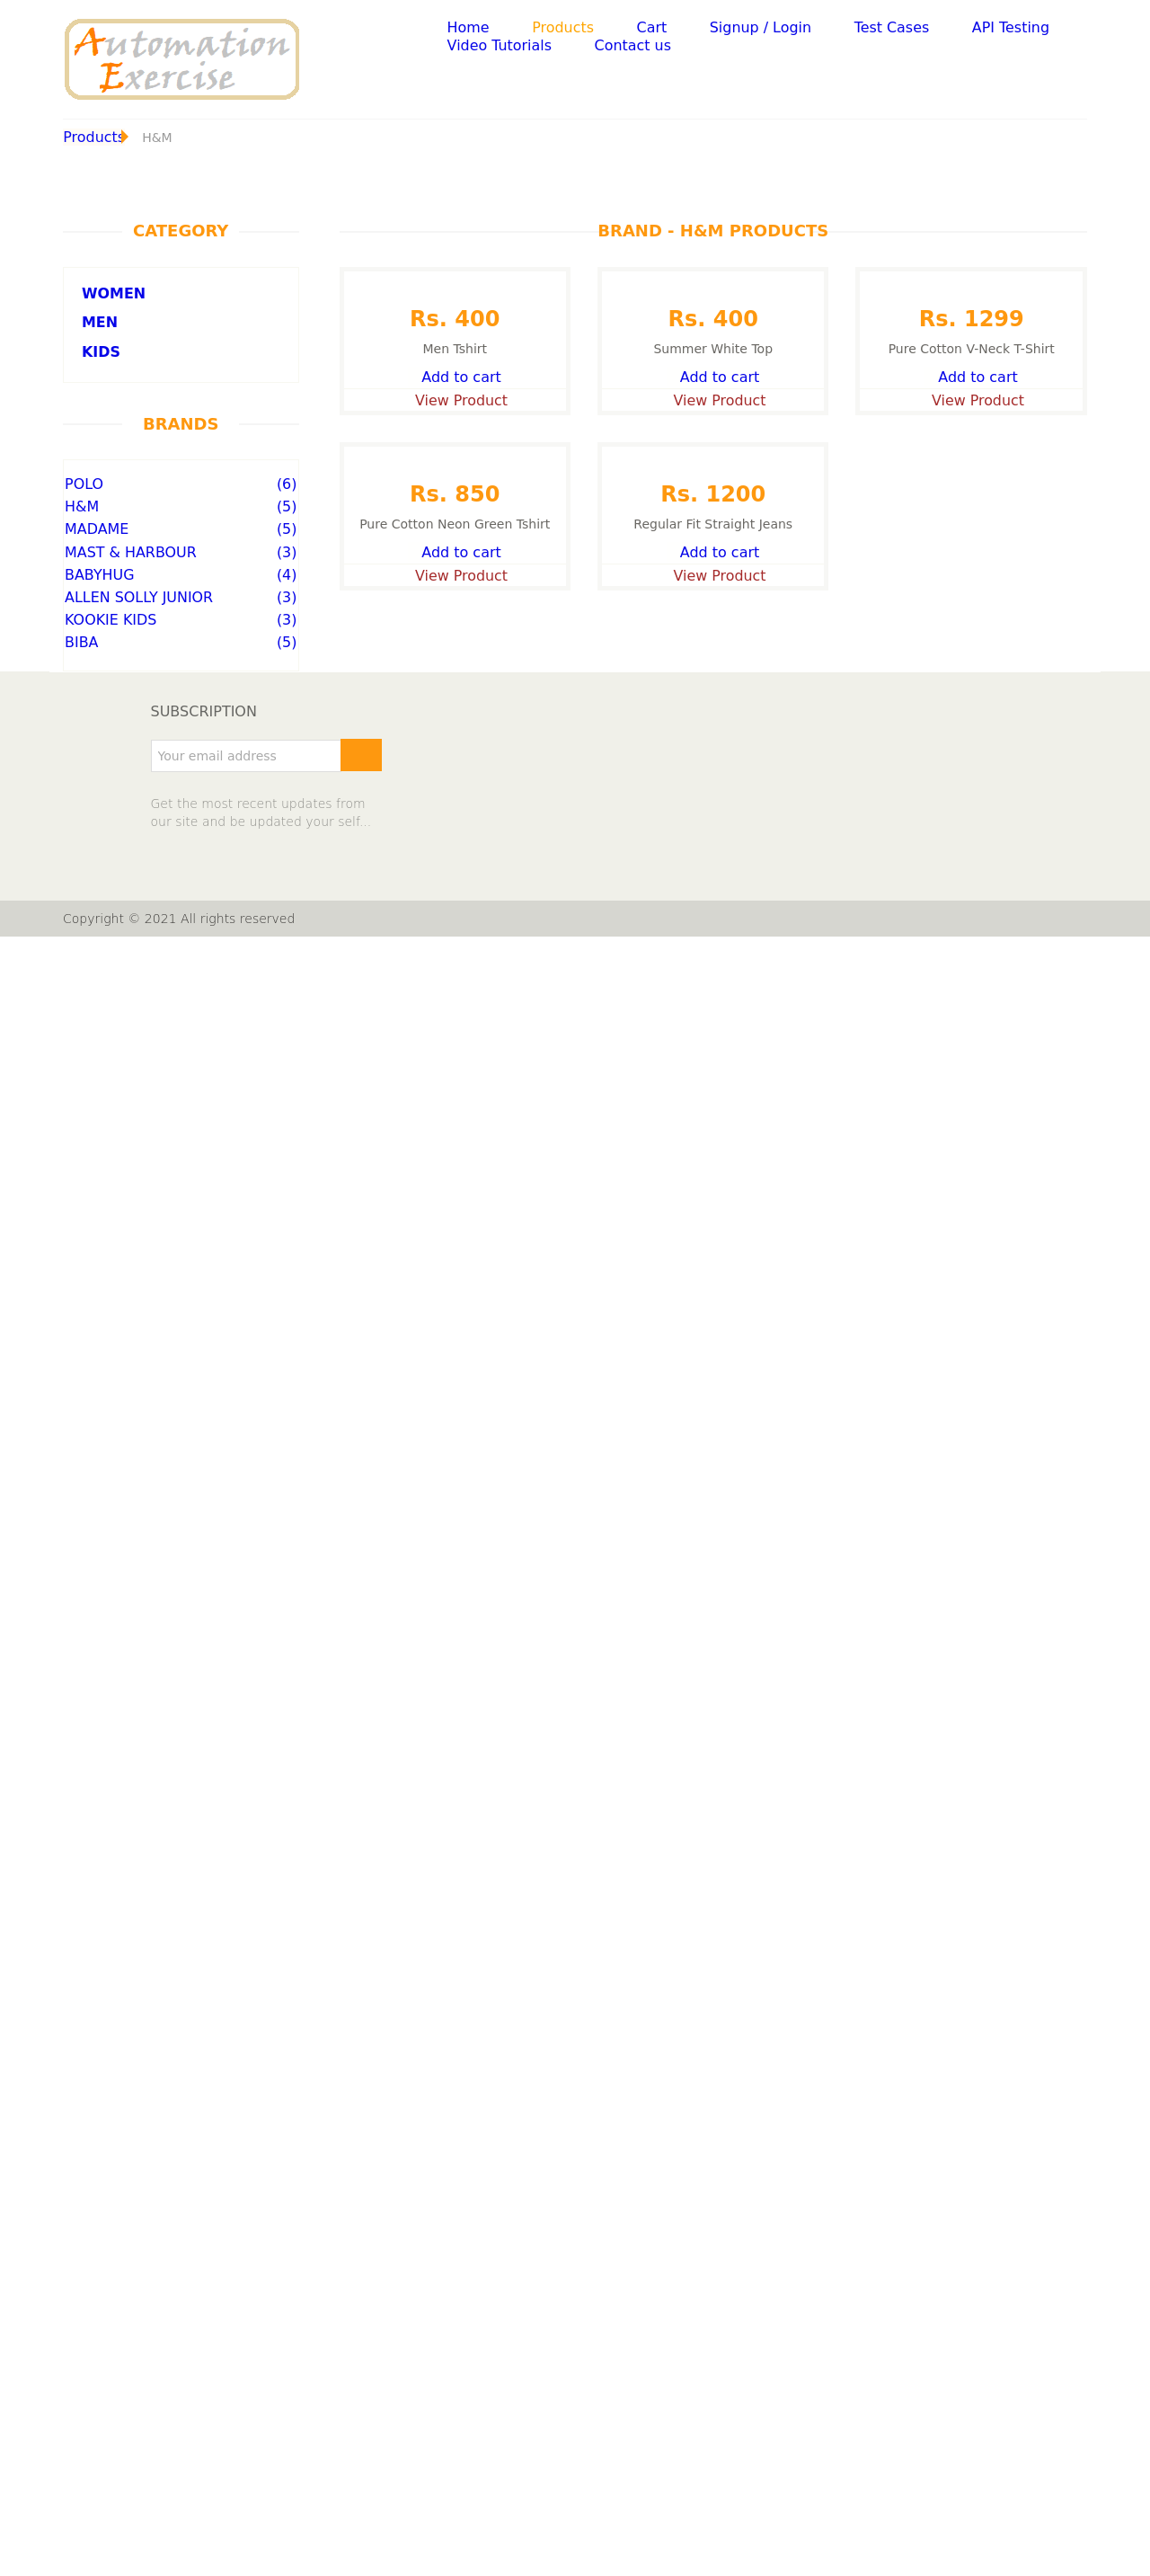 Automation
Exercise
Home Products Cart Signup / Login Test Cases API Testing
Video Tutorials Contact us
Products H&M
CATEGORY
WOMEN
MEN
KIDS
BRANDS
POLO (6)
H&M (5)
MADAME (5)
MAST & HARBOUR (3)
BABYHUG (4)
ALLEN SOLLY JUNIOR (3)
KOOKIE KIDS (3)
BIBA (5)
BRAND - H&M PRODUCTS
Rs. 400
Men Tshirt
Add to cart
View Product
Rs. 400
Summer White Top
Add to cart
View Product
Rs. 1299
Pure Cotton V-Neck T-Shirt
Add to cart
View Product
Rs. 850
Pure Cotton Neon Green Tshirt
Add to cart
View Product
Rs. 1200
Regular Fit Straight Jeans
Add to cart
View Product
SUBSCRIPTION
Your email address
Get the most recent updates from
our site and be updated your self...
Copyright © 2021 All rights reserved